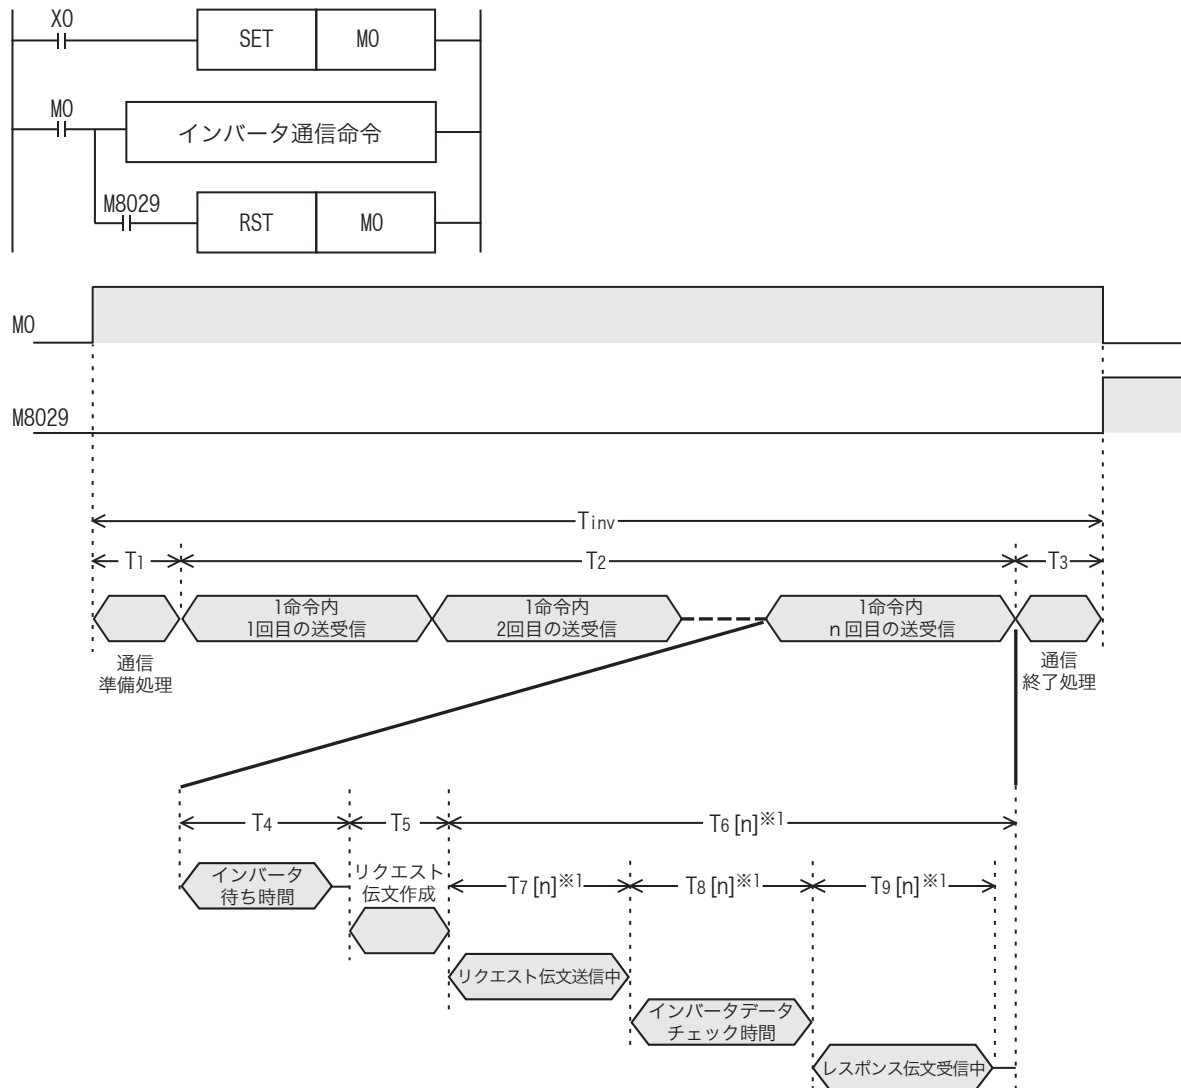 X0
SET M0
M0
インバータ通信命令
M8029
RST M0
M0
M8029
Tinv
T1 T2 T3
1命令内
1回目の送受信
1命令内
2回目の送受信
1命令内
n回目の送受信
通信
準備処理
通信
終了処理
T4 T5 T6 [n]※1
インバータ
待ち時間
リクエスト
伝文作成
T7 [n]※1 T8 [n]※1 T9 [n]※1
リクエスト伝文送信中
インバータデータ
チェック時間
レスポンス伝文受信中